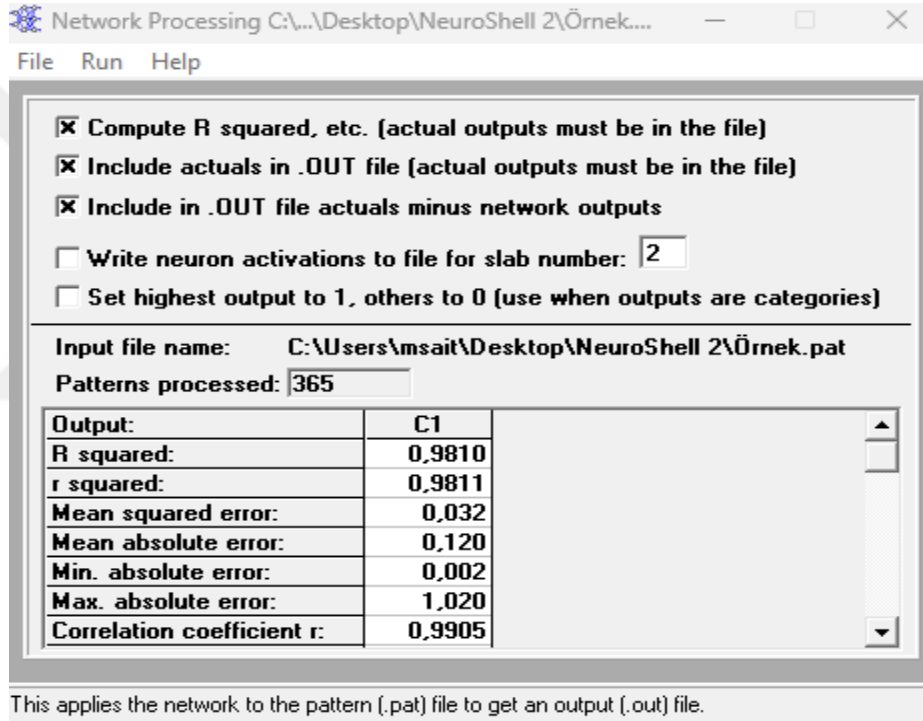 Network Processing C:\...\Desktop\NeuroShell 2\Örnek....
File Run Help
Compute R squared, etc. (actual outputs must be in the file)
Include actuals in .OUT file (actual outputs must be in the file)
Include in .OUT file actuals minus network outputs
Write neuron activations to file for slab number: 2
Set highest output to 1, others to 0 (use when outputs are categories)
Input file name: C:\Users\msait\Desktop\NeuroShell 2\Örnek.pat
Patterns processed: 365
Output: C1
R squared: 0,9810
r squared: 0,9811
Mean squared error: 0,032
Mean absolute error: 0,120
Min. absolute error: 0,002
Max. absolute error: 1,020
Correlation coefficient r: 0,9905
This applies the network to the pattern (.pat) file to get an output (.out) file.